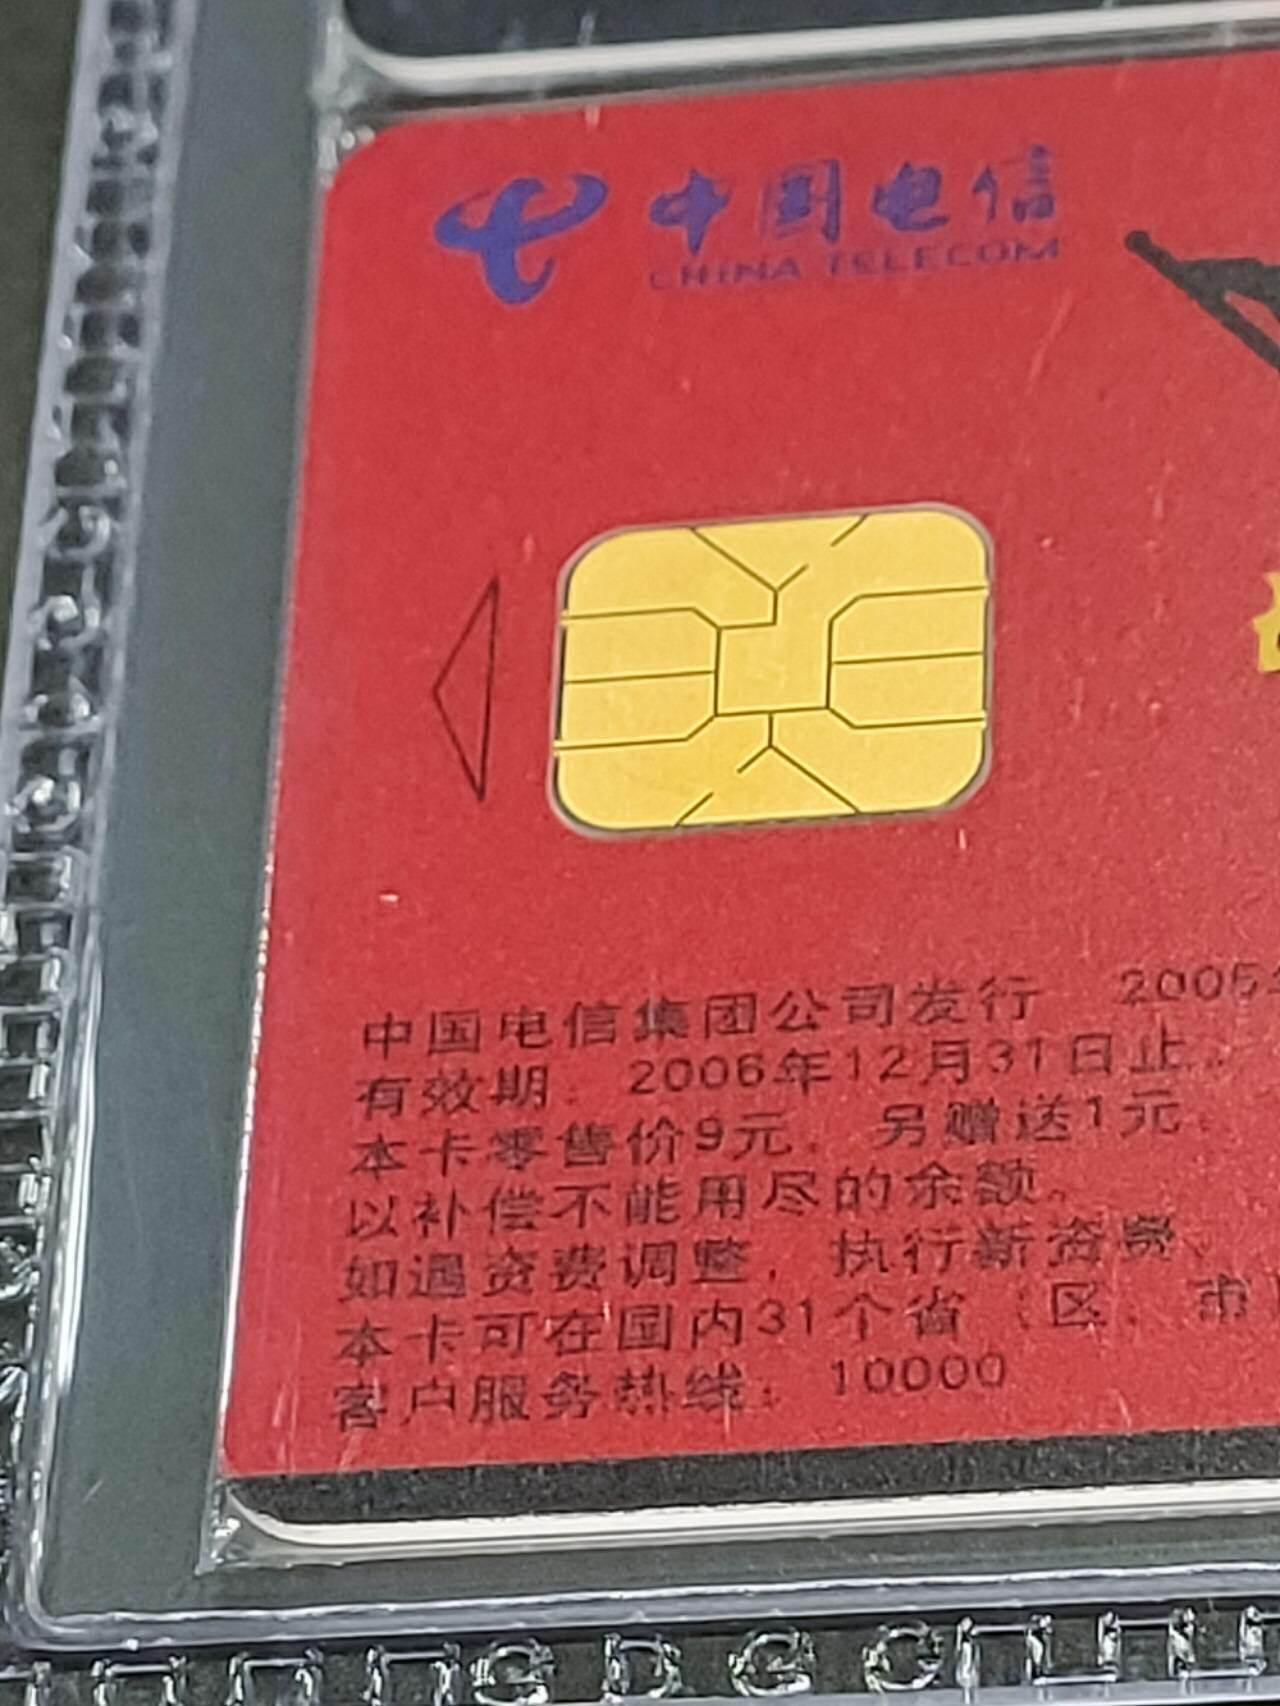 中国电信
CHINA TELECOM
中国电信集团公司发行 2005
有效期：2006年12月31日止。
本卡零售价9元，另赠送1元，
以补偿不能用尽的余额。
如遇资费调整，执行新资费。
本卡可在国内31个省（区、市
客户服务热线：10000